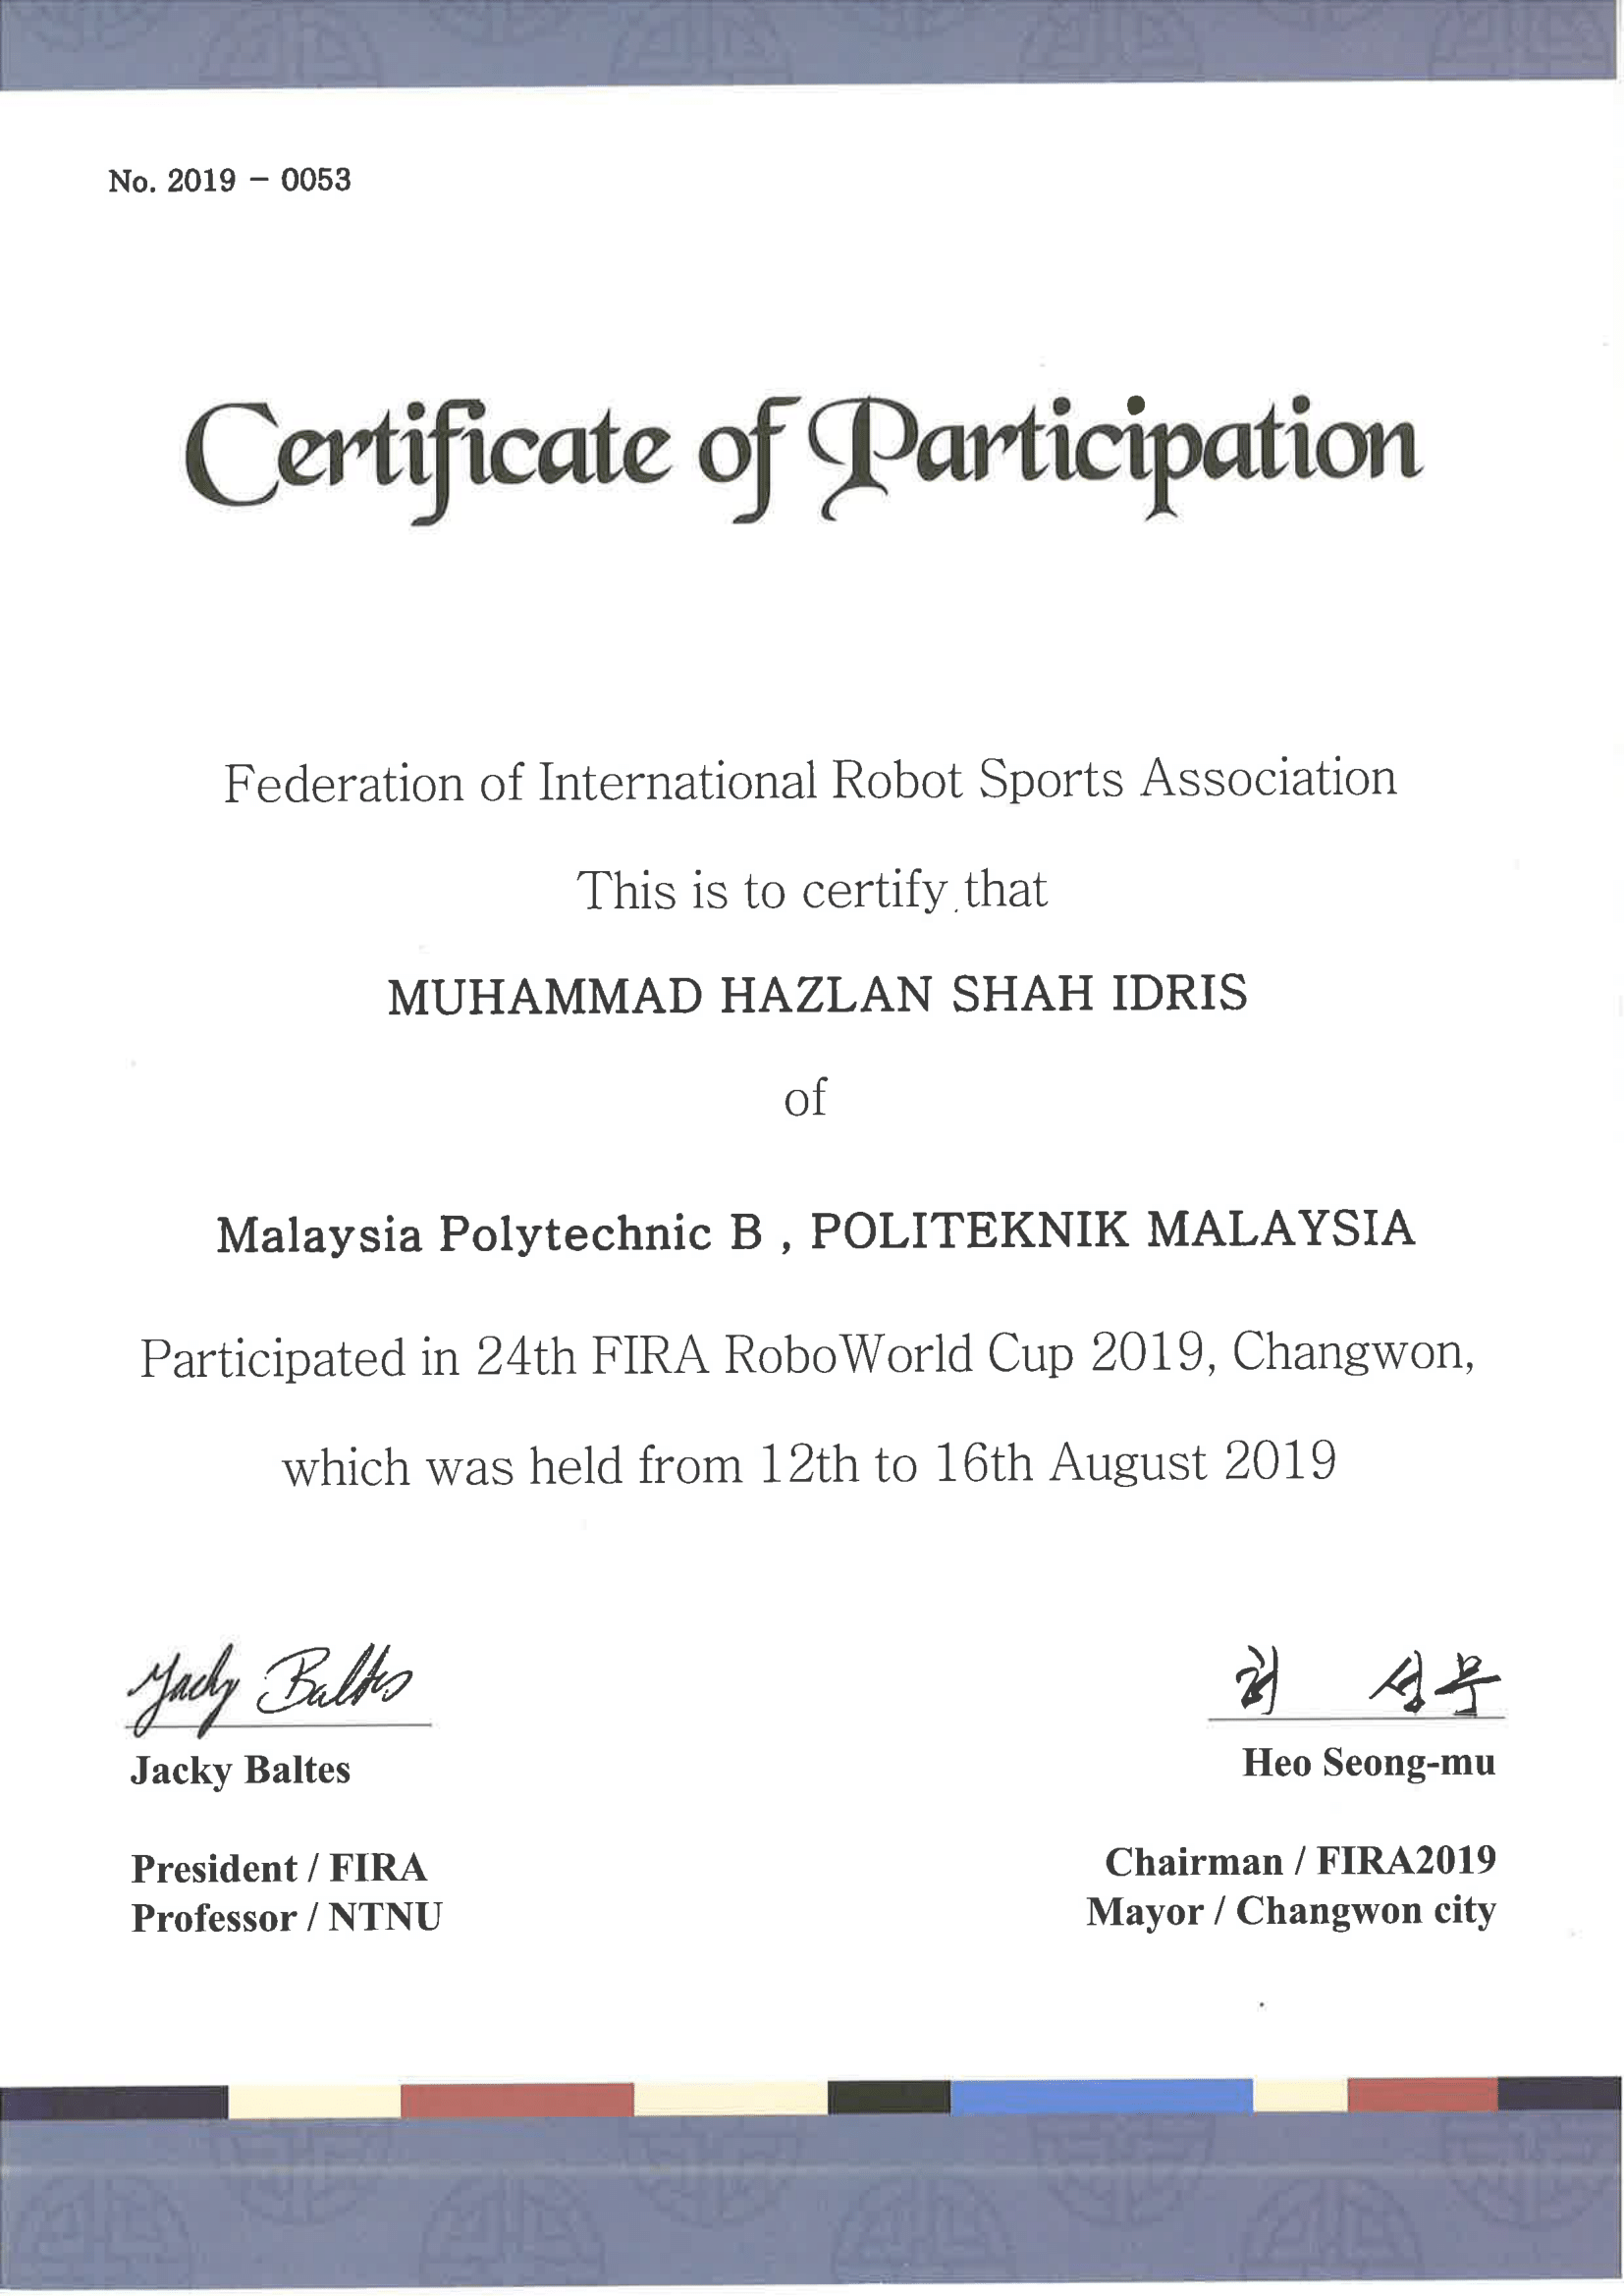 No. 2019 - 0053
Certificate of Participation
Federation of International Robot Sports Association
This is to certify that
MUHAMMAD HAZLAN SHAH IDRIS
of
Malaysia Polytechnic B , POLITEKNIK MALAYSIA
Participated in 24th FIRA RoboWorld Cup 2019, Changwon,
which was held from 12th to 16th August 2019
Jacky Baltes
허 성무
Jacky Baltes
Heo Seong-mu
President / FIRA
Chairman / FIRA2019
Professor / NTNU
Mayor / Changwon city